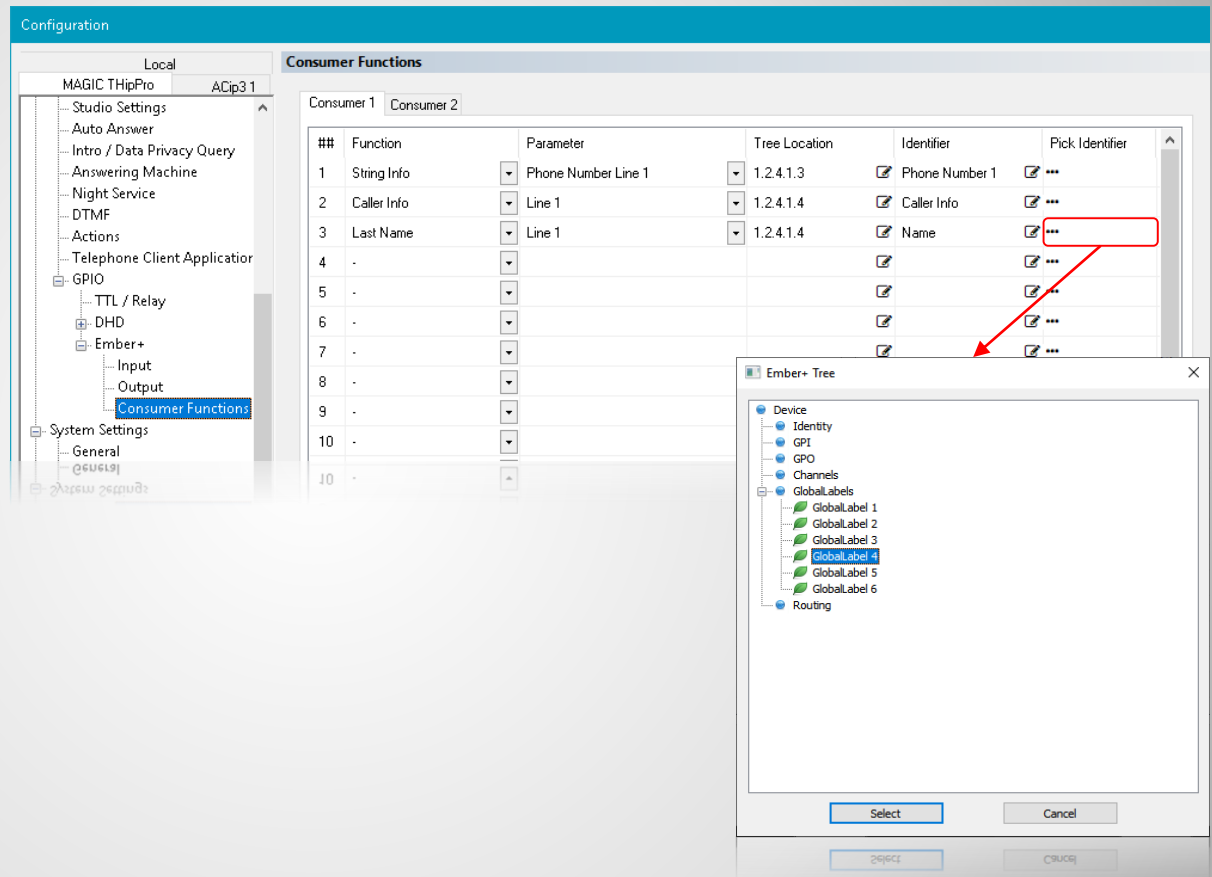 Configuration
Local
MAGIC THipPro ACip3 1
Studio Settings
Auto Answer
Intro / Data Privacy Query
Answering Machine
Night Service
DTMF
Actions
Telephone Client Application
GPIO
TTL / Relay
DHD
Ember+
Input
Output
Consumer Functions
System Settings
General
Consumer Functions
Consumer 1 Consumer 2
## Function Parameter Tree Location Identifier Pick Identifier
1 String Info Phone Number Line 1 1.2.4.1.3 Phone Number 1 •••
2 Caller Info Line 1 1.2.4.1.4 Caller Info •••
3 Last Name Line 1 1.2.4.1.4 Name •••
4 - •••
5 - •••
6 - •••
7 - •••
8 -
9 -
10 -
Ember+ Tree
Device
Identity
GPI
GPO
Channels
GlobalLabels
GlobalLabel 1
GlobalLabel 2
GlobalLabel 3
GlobalLabel 4
GlobalLabel 5
GlobalLabel 6
Routing
Select Cancel